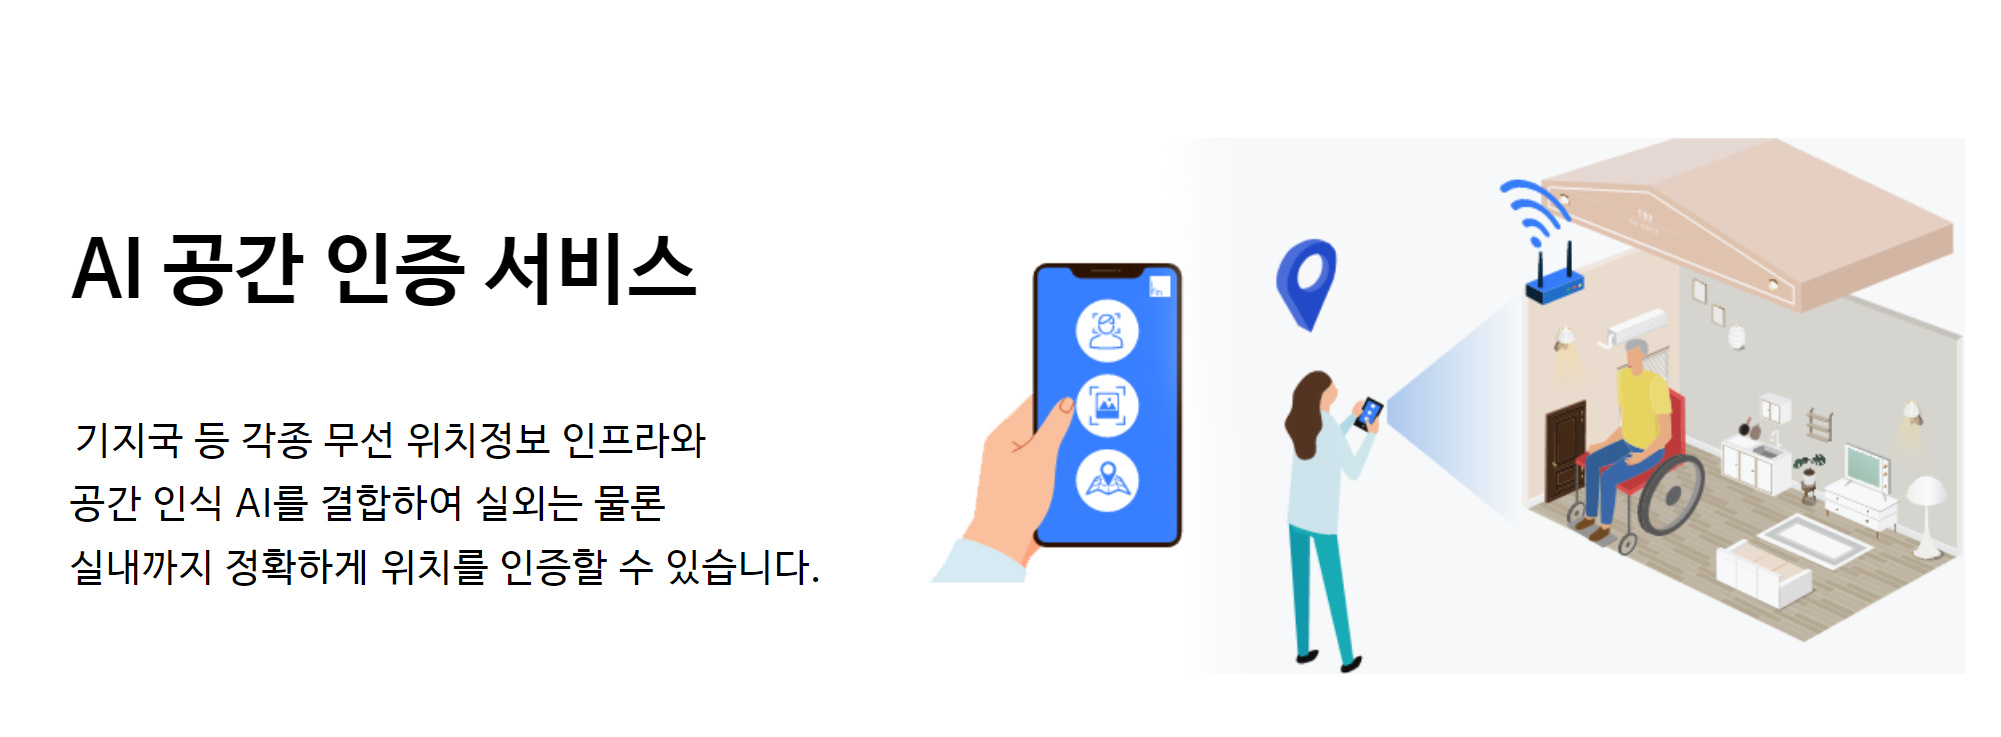 AI 공간 인증 서비스
기지국 등 각종 무선 위치정보 인프라와
공간 인식 AI를 결합하여 실외는 물론
실내까지 정확하게 위치를 인증할 수 있습니다.